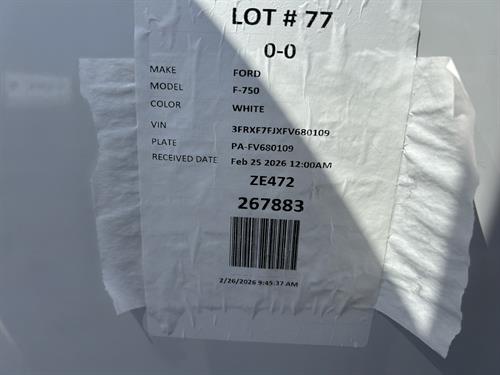 LOT # 77
0-0
MAKE FORD
MODEL F-750
COLOR WHITE
VIN 3FRXF7FJXFV680109
PLATE PA-FV680109
RECEIVED DATE Feb 25 2026 12:00AM
ZE472
267883
2/26/2026 9:45:37 AM